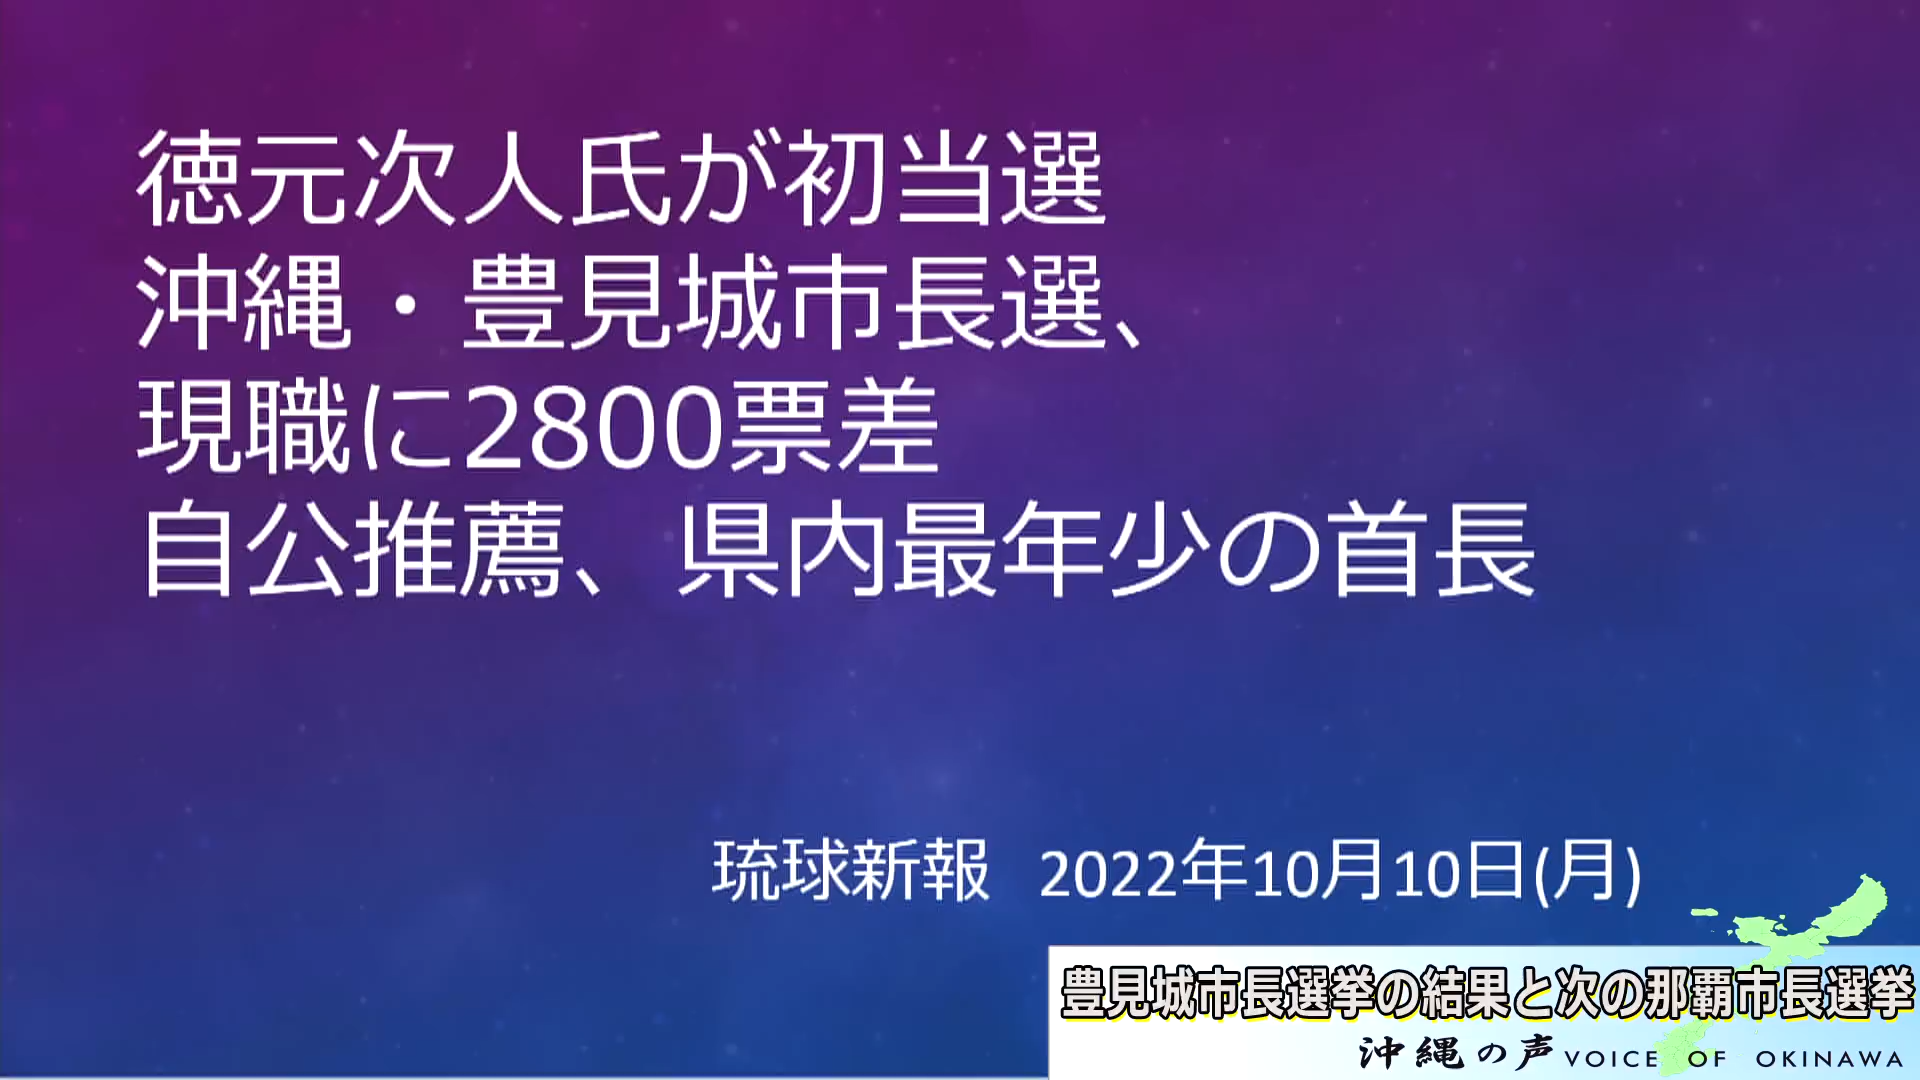 徳元次人氏が初当選
沖縄・豊見城市長選、
現職に2800票差
自公推薦、県内最年少の首長
琉球新報 2022年10月10日(月)
豊見城市長選挙の結果と次の那覇市長選挙
沖縄の声 VOICE OF OKINAWA